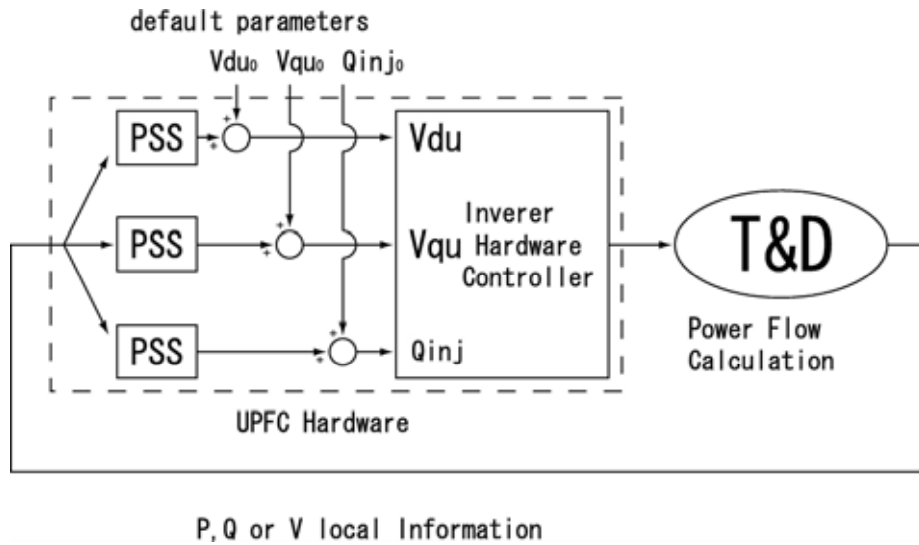 default parameters
Vdu₀ Vqu₀ Qinj₀
PSS
Vdu
PSS
Vqu
Inverer
Hardware
Controller
T&D
PSS
Qinj
Power Flow
Calculation
UPFC Hardware
P,Q or V local Information